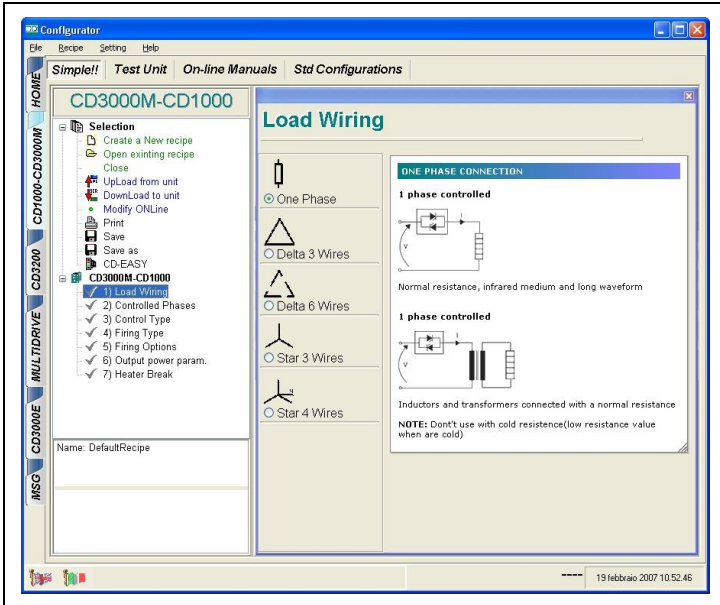 Configurator
File Recipe Setting Help
Simple!! Test Unit On-line Manuals Std Configurations
HOME
CD1000-CD3000M
CD3200
MULTIDRIVE
CD3000E
MSG
CD3000M-CD1000
Selection
Create a New recipe
Open exinting recipe
Close
UpLoad from unit
DownLoad to unit
Modify ONLine
Print
Save
Save as
CD-EASY
CD3000M-CD1000
1) Load Wiring
2) Controlled Phases
3) Control Type
4) Firing Type
5) Firing Options
6) Output power param.
7) Heater Break
Name: DefaultRecipe
Load Wiring
One Phase
Delta 3 Wires
Delta 6 Wires
Star 3 Wires
Star 4 Wires
ONE PHASE CONNECTION
1 phase controlled
V
I
Normal resistance, infrared medium and long waveform
1 phase controlled
V
I
Inductors and transformers connected with a normal resistance
NOTE: Dont't use with cold resistence(low resistance value
when are cold)
----
19 febbraio 2007 10.52.46